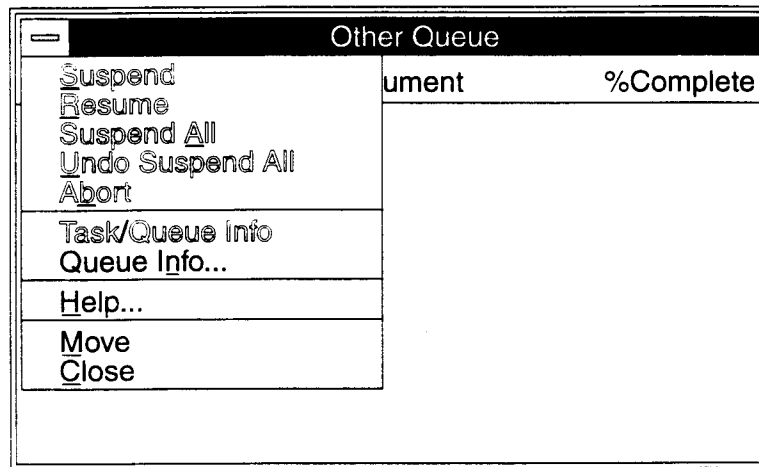 Other Queue
ument %Complete
Suspend
Resume
Suspend All
Undo Suspend All
Abort
Task/Queue Info
Queue Info...
Help...
Move
Close